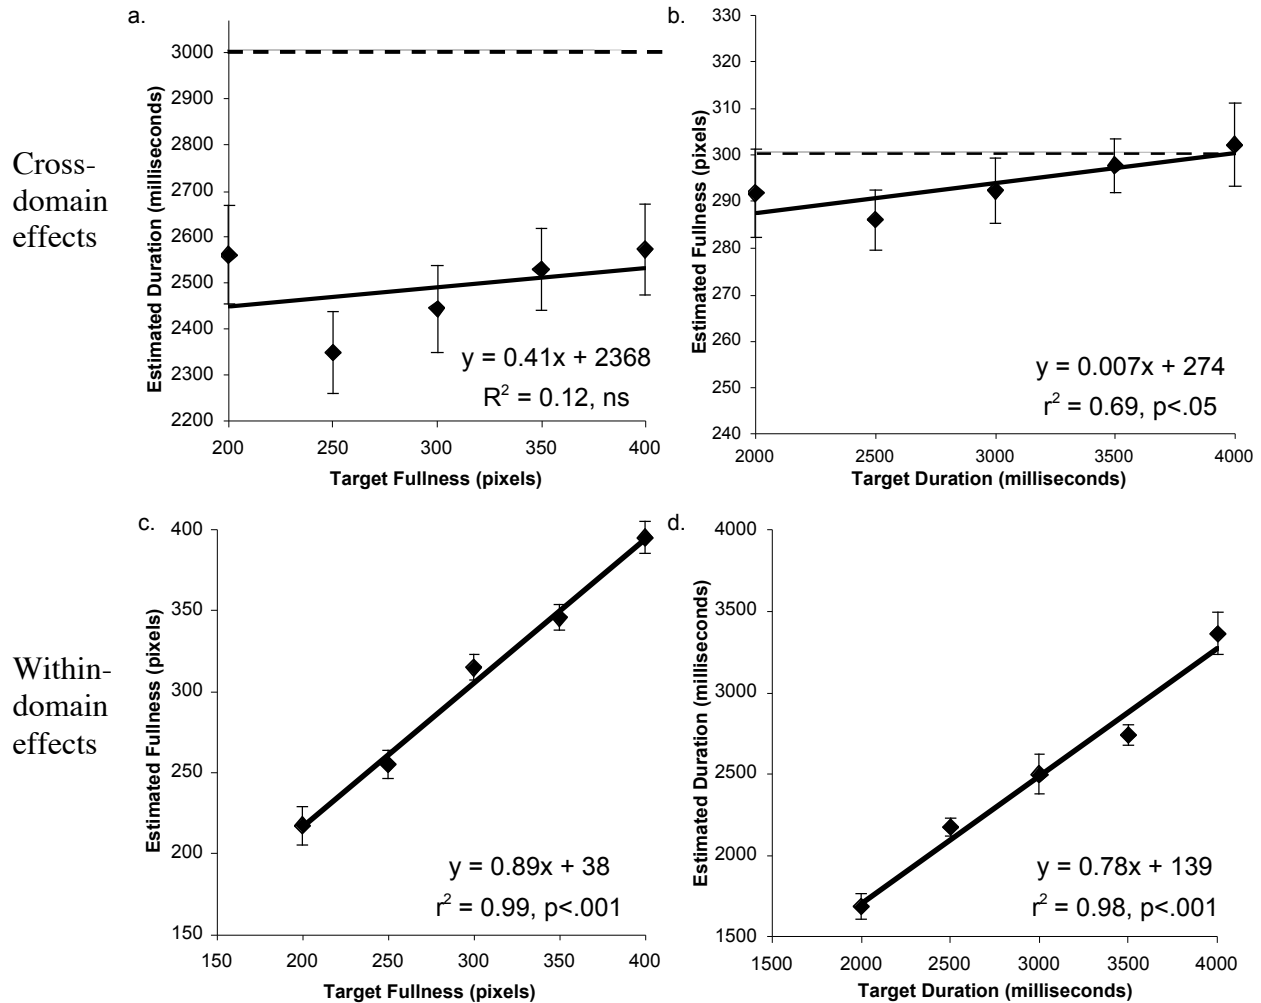 Cross-
domain
effects
a.
Estimated Duration (milliseconds)
3000
2900
2800
2700
2600
2500
2400
2300
2200
200
250
300
350
400
Target Fullness (pixels)
y = 0.41x + 2368
R² = 0.12, ns
b.
Estimated Fullness (pixels)
330
320
310
300
290
280
270
260
250
240
2000
2500
3000
3500
4000
Target Duration (milliseconds)
y = 0.007x + 274
r² = 0.69, p<.05
Within-
domain
effects
c.
Estimated Fullness (pixels)
400
350
300
250
200
150
150
200
250
300
350
400
Target Fullness (pixels)
y = 0.89x + 38
r² = 0.99, p<.001
d.
Estimated Duration (milliseconds)
4000
3500
3000
2500
2000
1500
1500
2000
2500
3000
3500
4000
Target Duration (milliseconds)
y = 0.78x + 139
r² = 0.98, p<.001